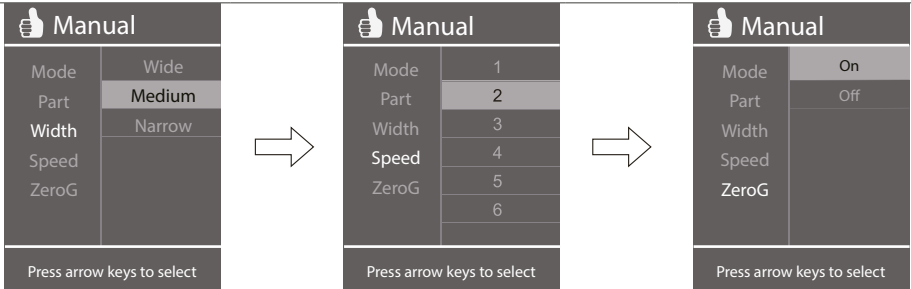 Manual
Mode
Part
Width
Speed
ZeroG
Wide
Medium
Narrow
Press arrow keys to select
Manual
Mode
Part
Width
Speed
ZeroG
1
2
3
4
5
6
Press arrow keys to select
Manual
Mode
Part
Width
Speed
ZeroG
On
Off
Press arrow keys to select